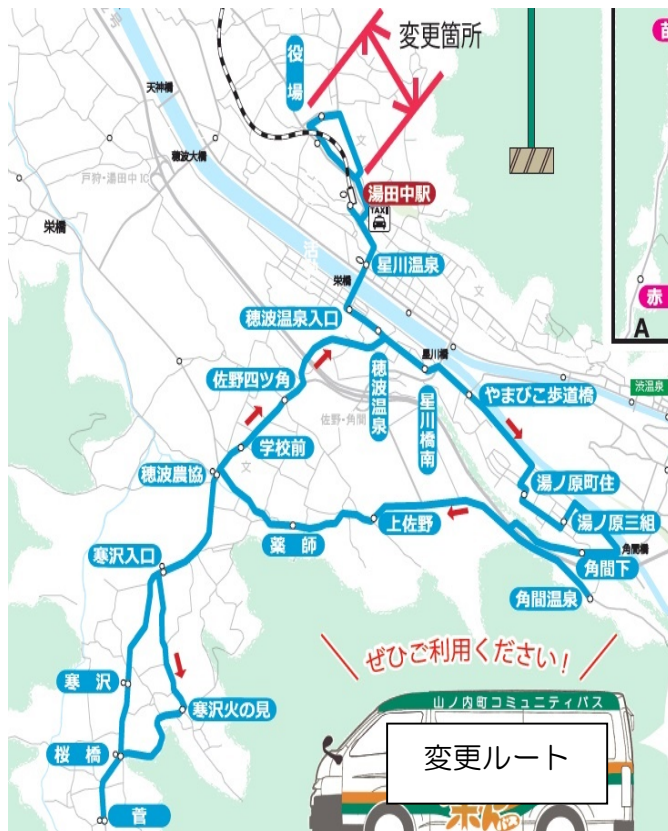 変更箇所
役場
天神橋
穂波大橋
戸狩・湯田中IC
湯田中駅
TAXI
栄橋
星川温泉
栄橋
穂波温泉入口
赤
A
星川橋
渋温泉
佐野四ツ角
穂波温泉
やまびこ歩道橋
佐野・角間
星川橋南
学校前
穂波農協
湯ノ原町住
湯ノ原三組
上佐野
薬師
角間橋
角間下
寒沢入口
角間温泉
ぜひご利用ください!
寒沢
寒沢火の見
山ノ内町コミュニティバス
変更ルート
桜橋
菅
文
文
文
文